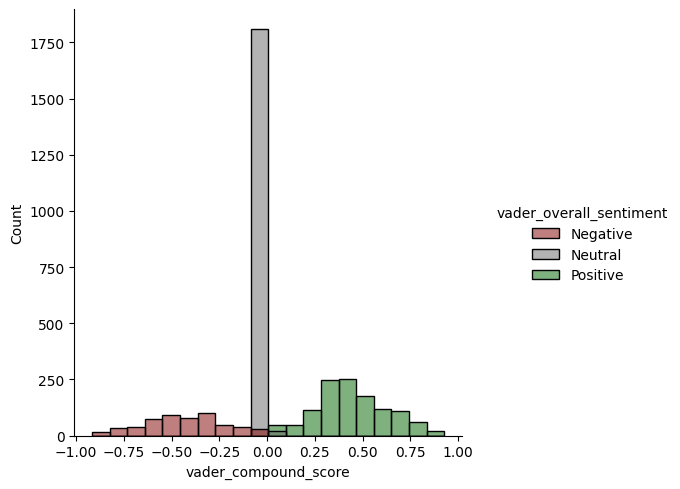 1750
1500
1250
1000
750
500
250
0
Count
−1.00 −0.75 −0.50 −0.25 0.00 0.25 0.50 0.75 1.00
vader_compound_score
vader_overall_sentiment
Negative
Neutral
Positive